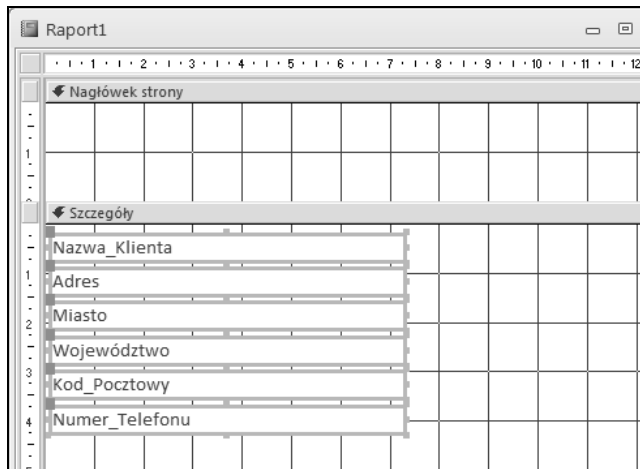 Raport1
1 2 3 4 5 6 7 8 9 10 11 12
Nagłówek strony
1
Szczegóły
Nazwa_Klienta
1
Adres
Miasto
2
Województwo
3
Kod_Pocztowy
4
Numer_Telefonu